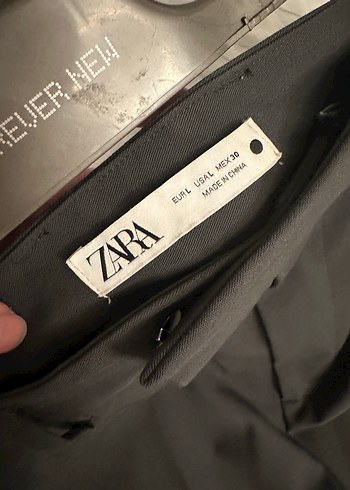 REVER NEW
ZARA
EUR L USA L MEX 30
MADE IN CHINA